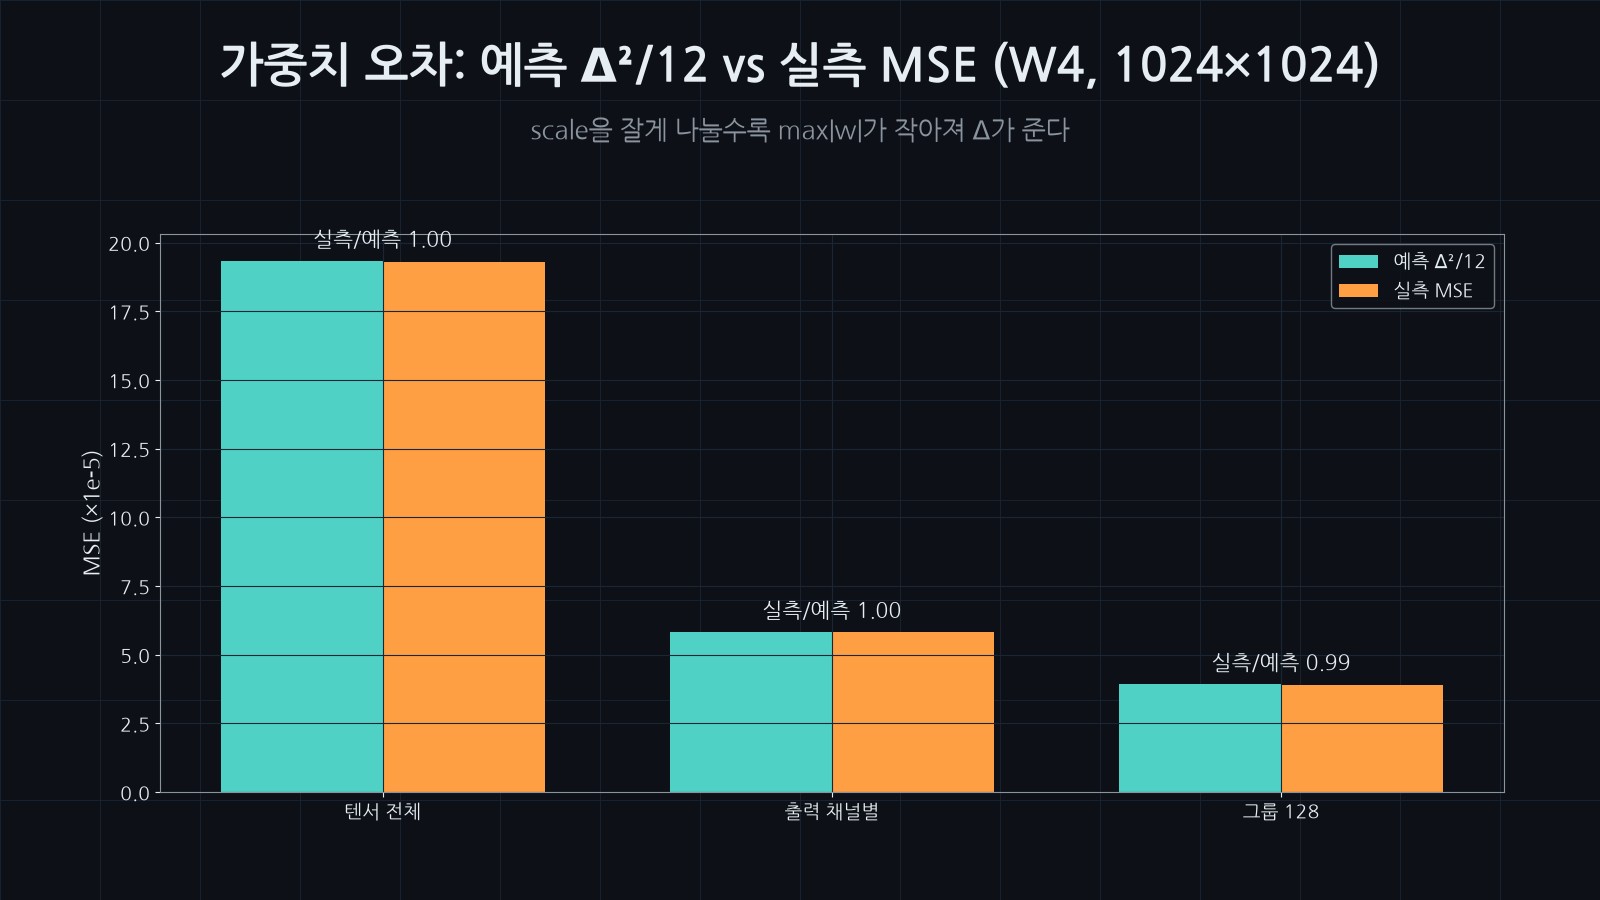 가중치 오차: 예측 Δ²/12 vs 실측 MSE (W4, 1024×1024)
scale을 잘게 나눌수록 max|w|가 작아져 Δ가 준다
실측/예측 1.00
예측 Δ²/12
실측 MSE
실측/예측 1.00
실측/예측 0.99
MSE (×1e-5)
20.0
17.5
15.0
12.5
10.0
7.5
5.0
2.5
0.0
텐서 전체
출력 채널별
그룹 128